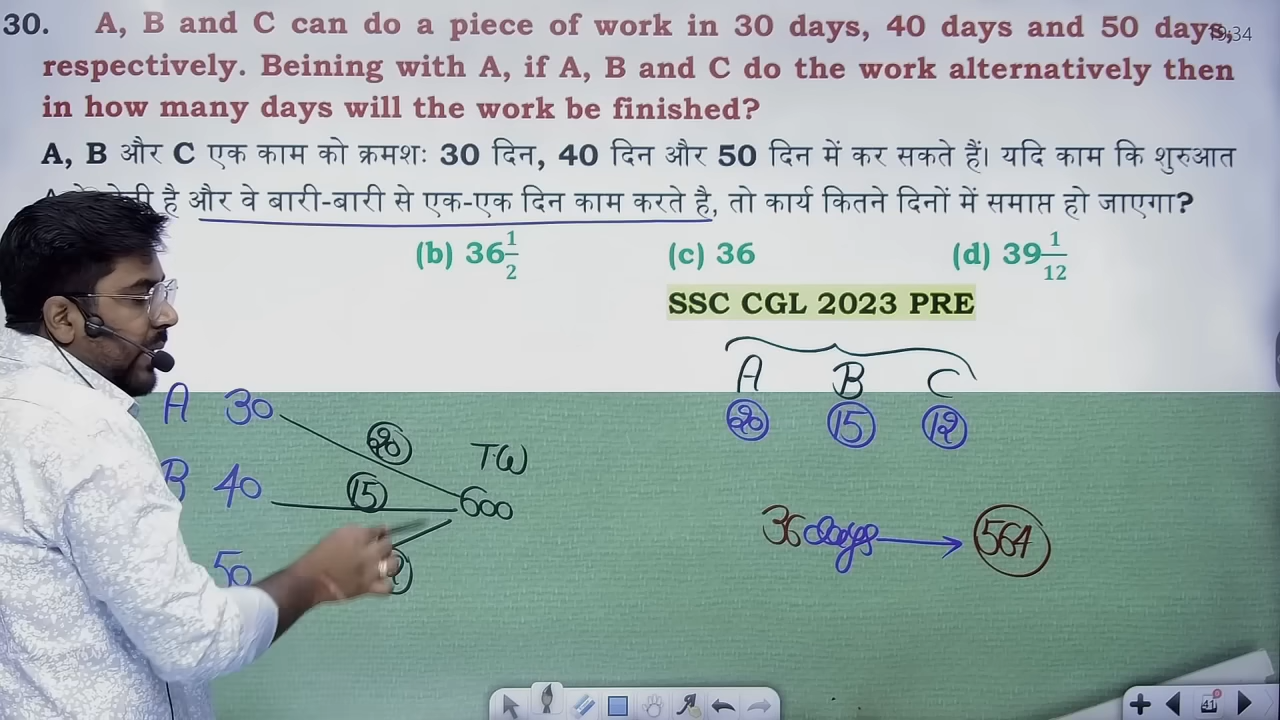 30. A, B and C can do a piece of work in 30 days, 40 days and 50 days,
respectively. Beining with A, if A, B and C do the work alternatively then
in how many days will the work be finished?
A, B और C एक काम को क्रमशः 30 दिन, 40 दिन और 50 दिन में कर सकते हैं। यदि काम कि शुरुआत
है और वे बारी-बारी से एक-एक दिन काम करते है, तो कार्य कितने दिनों में समाप्त हो जाएगा?
(b) 36 1/2 (c) 36 (d) 39 1/12
SSC CGL 2023 PRE
A B C
20 15 12
A 30
20
TW
B 40
15
600
50
36 days → 564
41